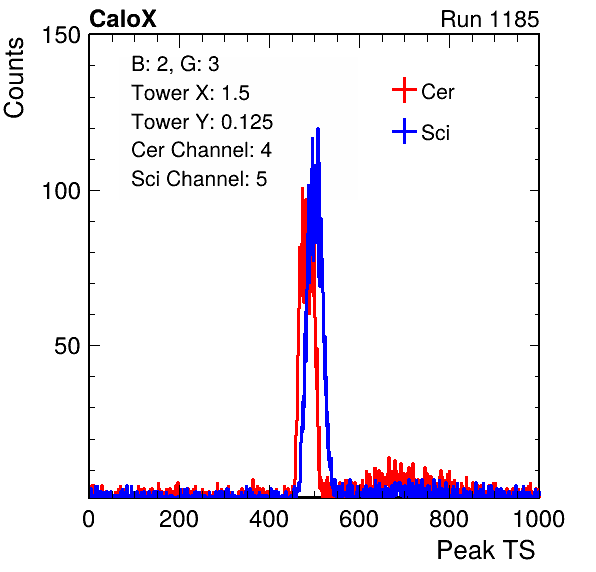 CaloX Run 1185
150
Counts
B: 2, G: 3
Tower X: 1.5
Tower Y: 0.125
Cer Channel: 4
Sci Channel: 5
Cer
Sci
100
50
0 200 400 600 800 1000
Peak TS